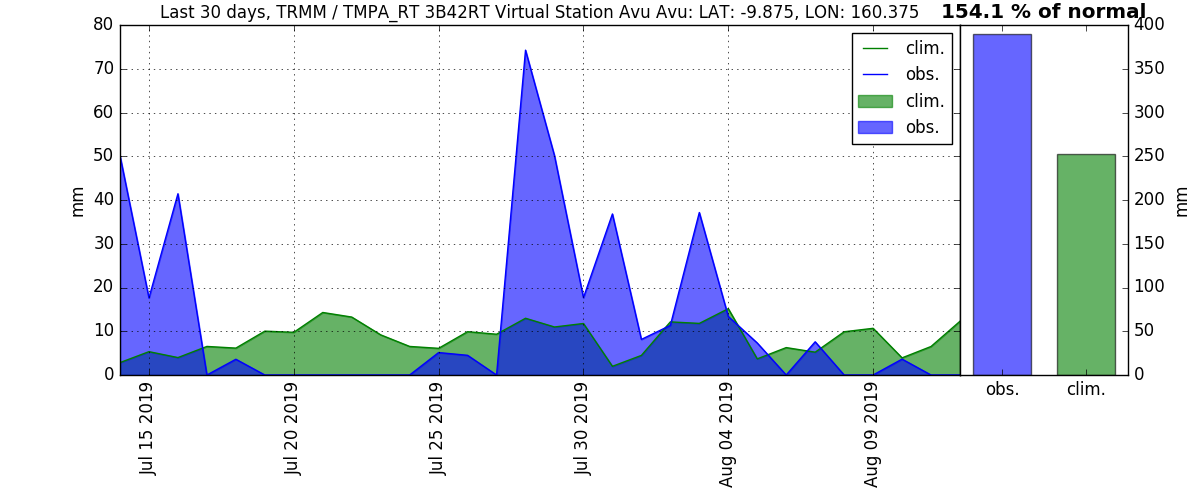 Last 30 days, TRMM / TMPA_RT 3B42RT Virtual Station Avu Avu: LAT: -9.875, LON: 160.375
154.1 % of normal
80
70
60
50
40
30
20
10
0
mm
clim.
obs.
clim.
obs.
Jul 15 2019
Jul 20 2019
Jul 25 2019
Jul 30 2019
Aug 04 2019
Aug 09 2019
400
350
300
250
200
150
100
50
0
mm
obs.
clim.